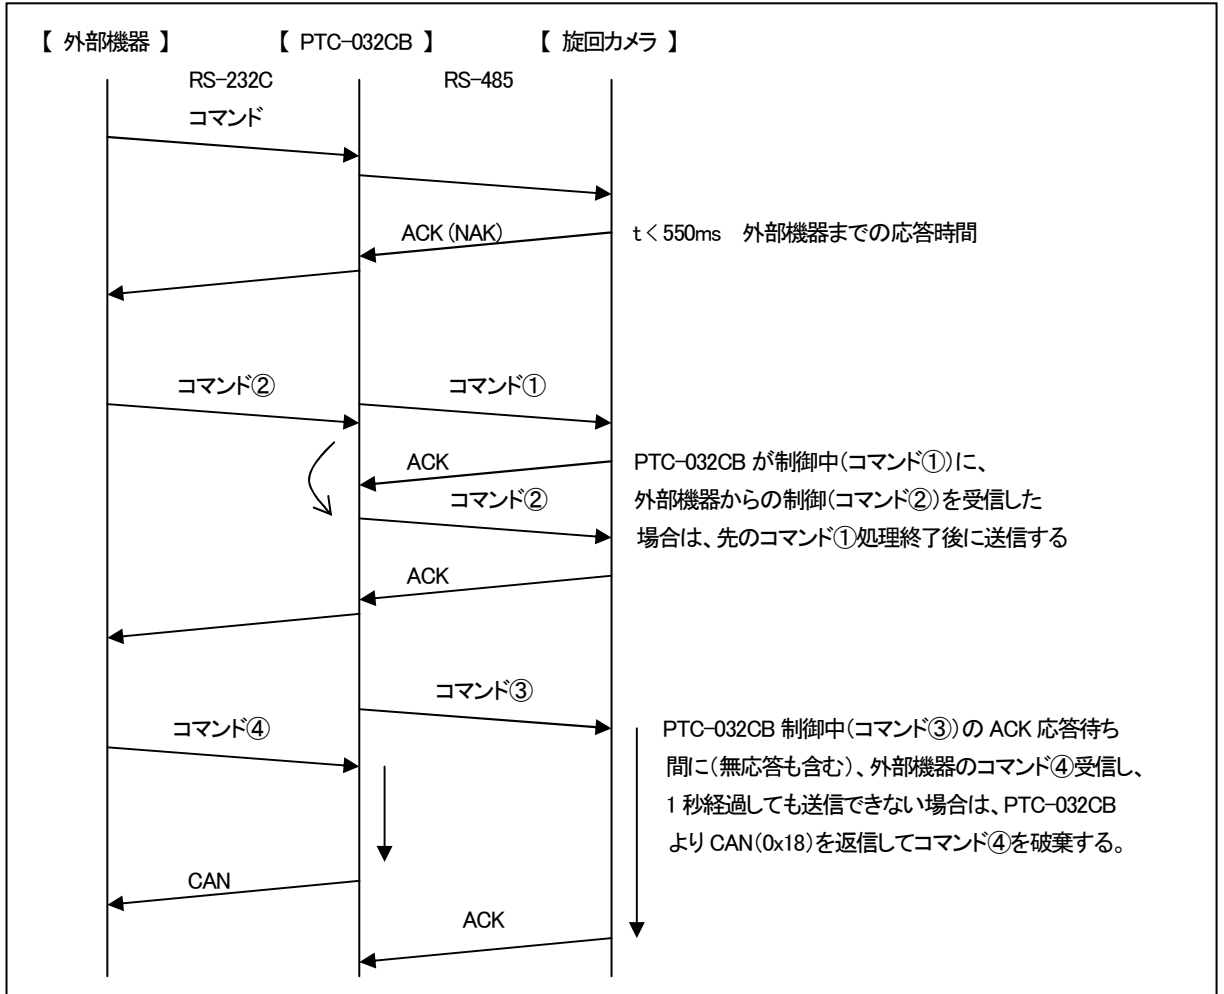 【 外部機器 】 【 PTC-032CB 】 【 旋回カメラ 】
RS-232C RS-485
コマンド
ACK (NAK) t<550ms 外部機器までの応答時間
コマンド② コマンド①
ACK
コマンド②
PTC-032CB が制御中(コマンド①)に、
外部機器からの制御(コマンド②)を受信した
場合は、先のコマンド①処理終了後に送信する
ACK
コマンド③
コマンド④
PTC-032CB 制御中(コマンド③)の ACK 応答待ち
間に(無応答も含む)、外部機器のコマンド④受信し、
1 秒経過しても送信できない場合は、PTC-032CB
より CAN(0x18)を返信してコマンド④を破棄する。
CAN
ACK